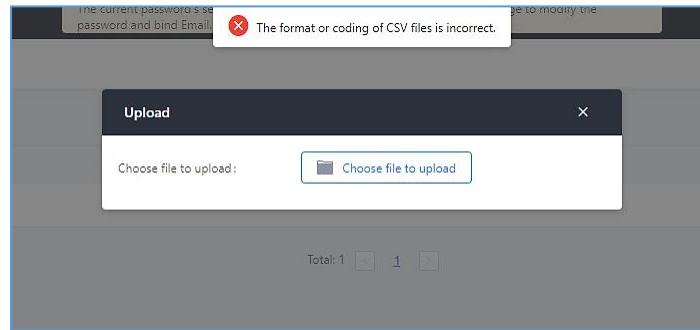 The current password's se
ge to modify the
password and bind Email.
The format or coding of CSV files is incorrect.
Upload
Choose file to upload:
Choose file to upload
Total: 1
1